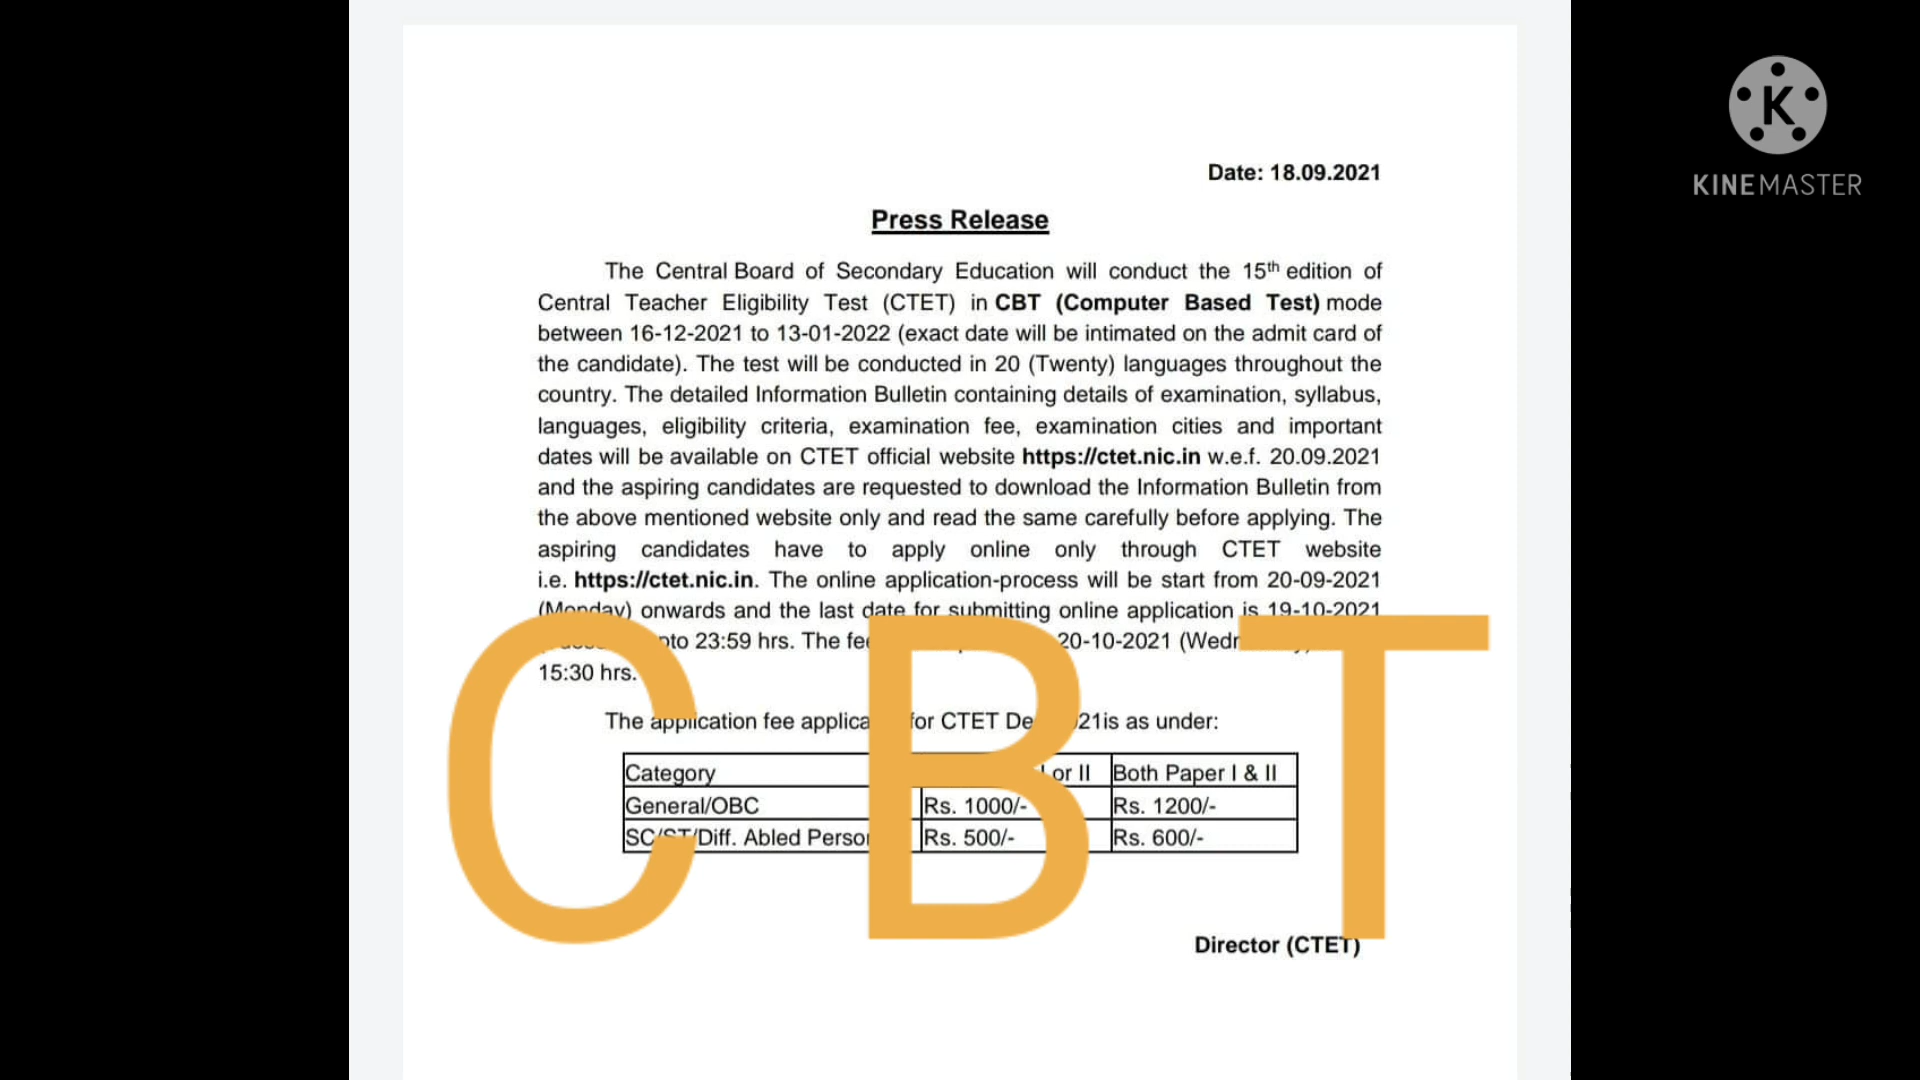 KINEMASTER
Date: 18.09.2021
Press Release
The Central Board of Secondary Education will conduct the 15th edition of
Central Teacher Eligibility Test (CTET) in CBT (Computer Based Test) mode
between 16-12-2021 to 13-01-2022 (exact date will be intimated on the admit card of
the candidate). The test will be conducted in 20 (Twenty) languages throughout the
country. The detailed Information Bulletin containing details of examination, syllabus,
languages, eligibility criteria, examination fee, examination cities and important
dates will be available on CTET official website https://ctet.nic.in w.e.f. 20.09.2021
and the aspiring candidates are requested to download the Information Bulletin from
the above mentioned website only and read the same carefully before applying. The
aspiring candidates have to apply online only through CTET website
i.e. https://ctet.nic.in. The online application-process will be start from 20-09-2021
(Monday) onwards and the last date for submitting online application is 19-10-2021
23:59 hrs. The 20-10-2021
15:30 hrs.
The application fee for CTET is as under:
Category or II Both Paper I & II
General/OBC Rs. 1000/- Rs. 1200/-
SC/ST/Diff. Abled Rs. 500/- Rs. 600/-
CBT
Director (CTET)